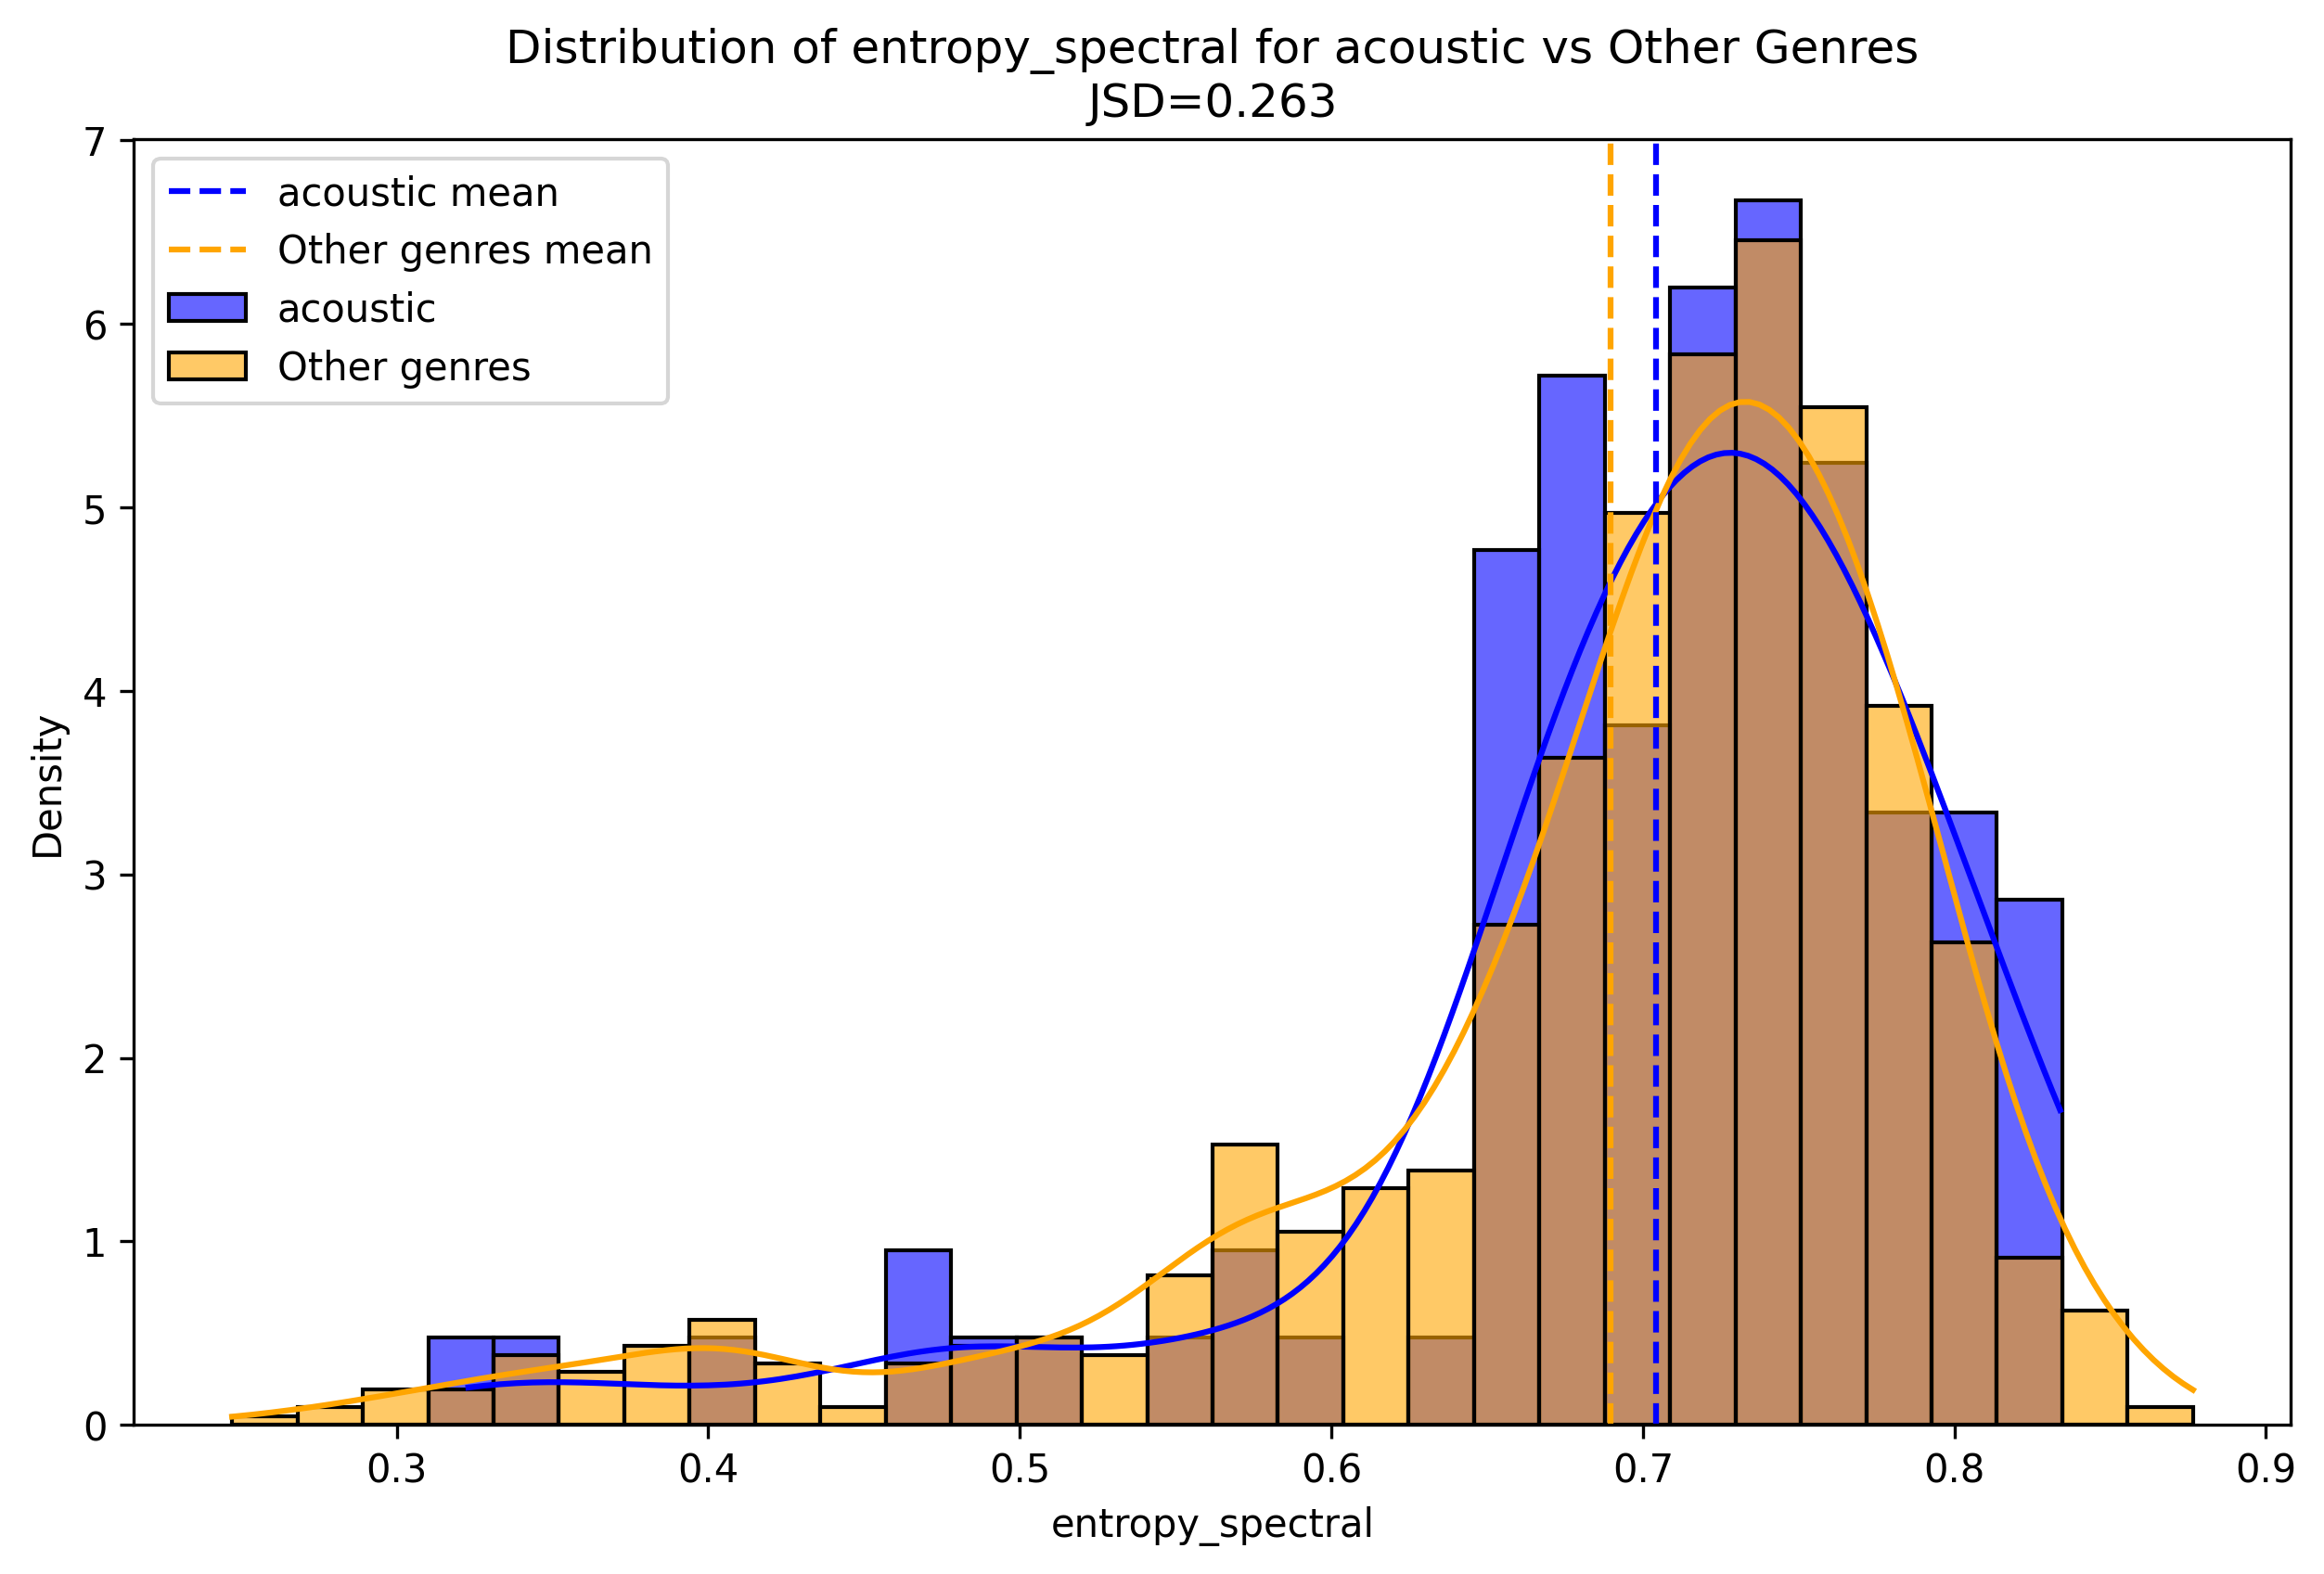 Distribution of entropy_spectral for acoustic vs Other Genres
JSD=0.263
acoustic mean
Other genres mean
acoustic
Other genres
Density
7
6
5
4
3
2
1
0
0.3 0.4 0.5 0.6 0.7 0.8 0.9
entropy_spectral